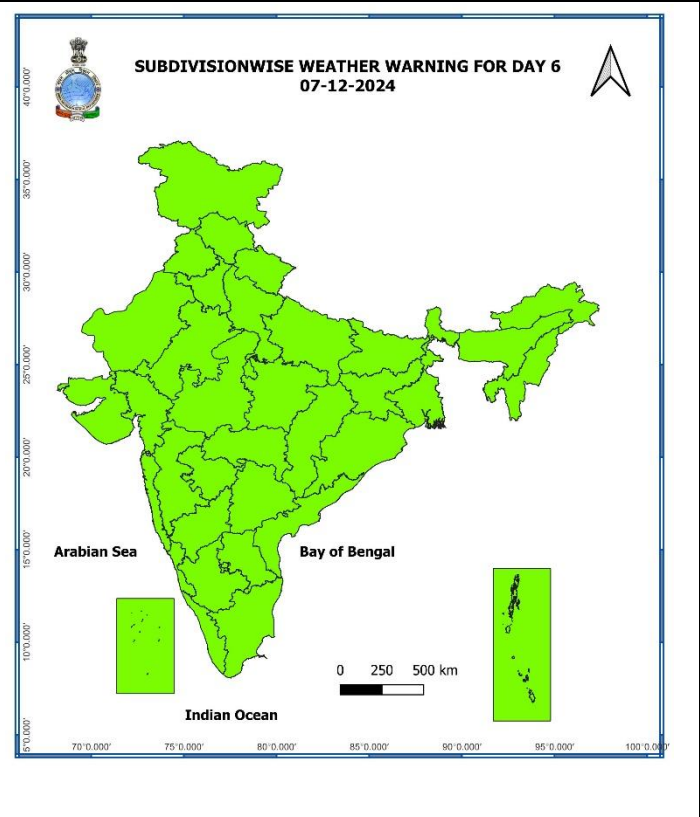 SUBDIVISIONWISE WEATHER WARNING FOR DAY 6
07-12-2024
40°0.000'
35°0.000'
30°0.000'
25°0.000'
20°0.000'
15°0.000'
10°0.000'
5°0.000'
Arabian Sea
Bay of Bengal
0 250 500 km
Indian Ocean
70°0.000' 75°0.000' 80°0.000' 85°0.000' 90°0.000' 95°0.000' 100°0.000'